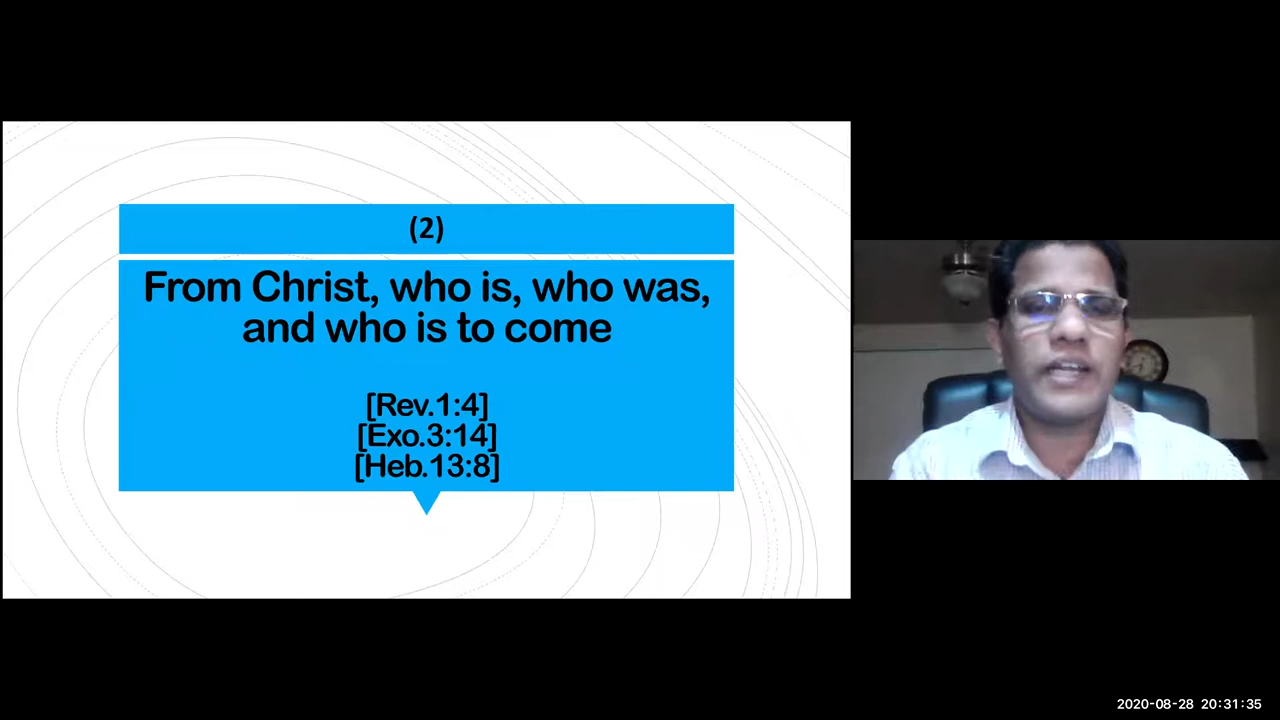 (2)
From Christ, who is, who was,
and who is to come
[Rev.1:4]
[Exo.3:14]
[Heb.13:8]
2020-08-28 20:31:35